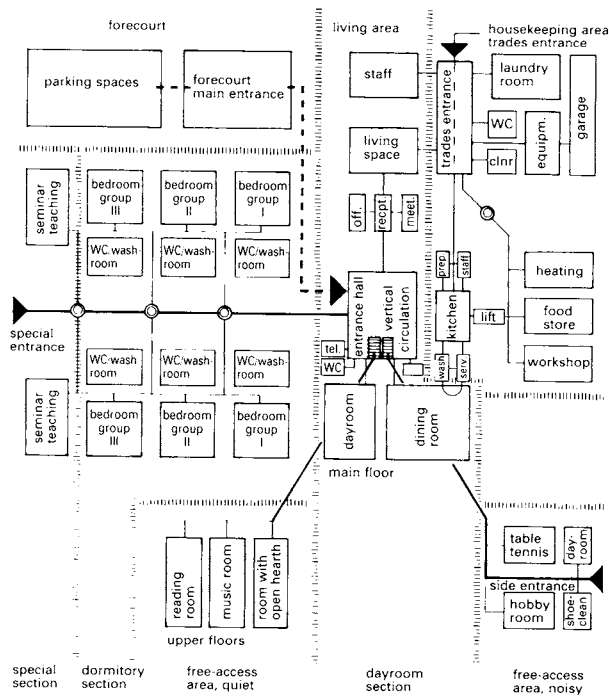 forecourt
living area
housekeeping area
trades entrance
parking spaces
forecourt
main entrance
staff
trades entrance
laundry
room
WC
equipm.
garage
clnr
living
space
seminar
teaching
bedroom
group
III
bedroom
group
II
bedroom
group
I
off.
recpt.
meet.
WC/wash-
room
WC/wash-
room
WC/wash-
room
prep.
staff
heating
special
entrance
entrance hall
vertical
circulation
kitchen
lift
food
store
tel.
WC
wash
serv.
workshop
WC/wash-
room
WC/wash-
room
WC/wash-
room
seminar
teaching
bedroom
group
III
bedroom
group
II
bedroom
group
I
dayroom
dining
room
main floor
reading
room
music room
room with
open hearth
upper floors
table
tennis
day-
room
side entrance
hobby
room
shoe-
clean
special
section
dormitory
section
free-access
area, quiet
dayroom
section
free-access
area, noisy